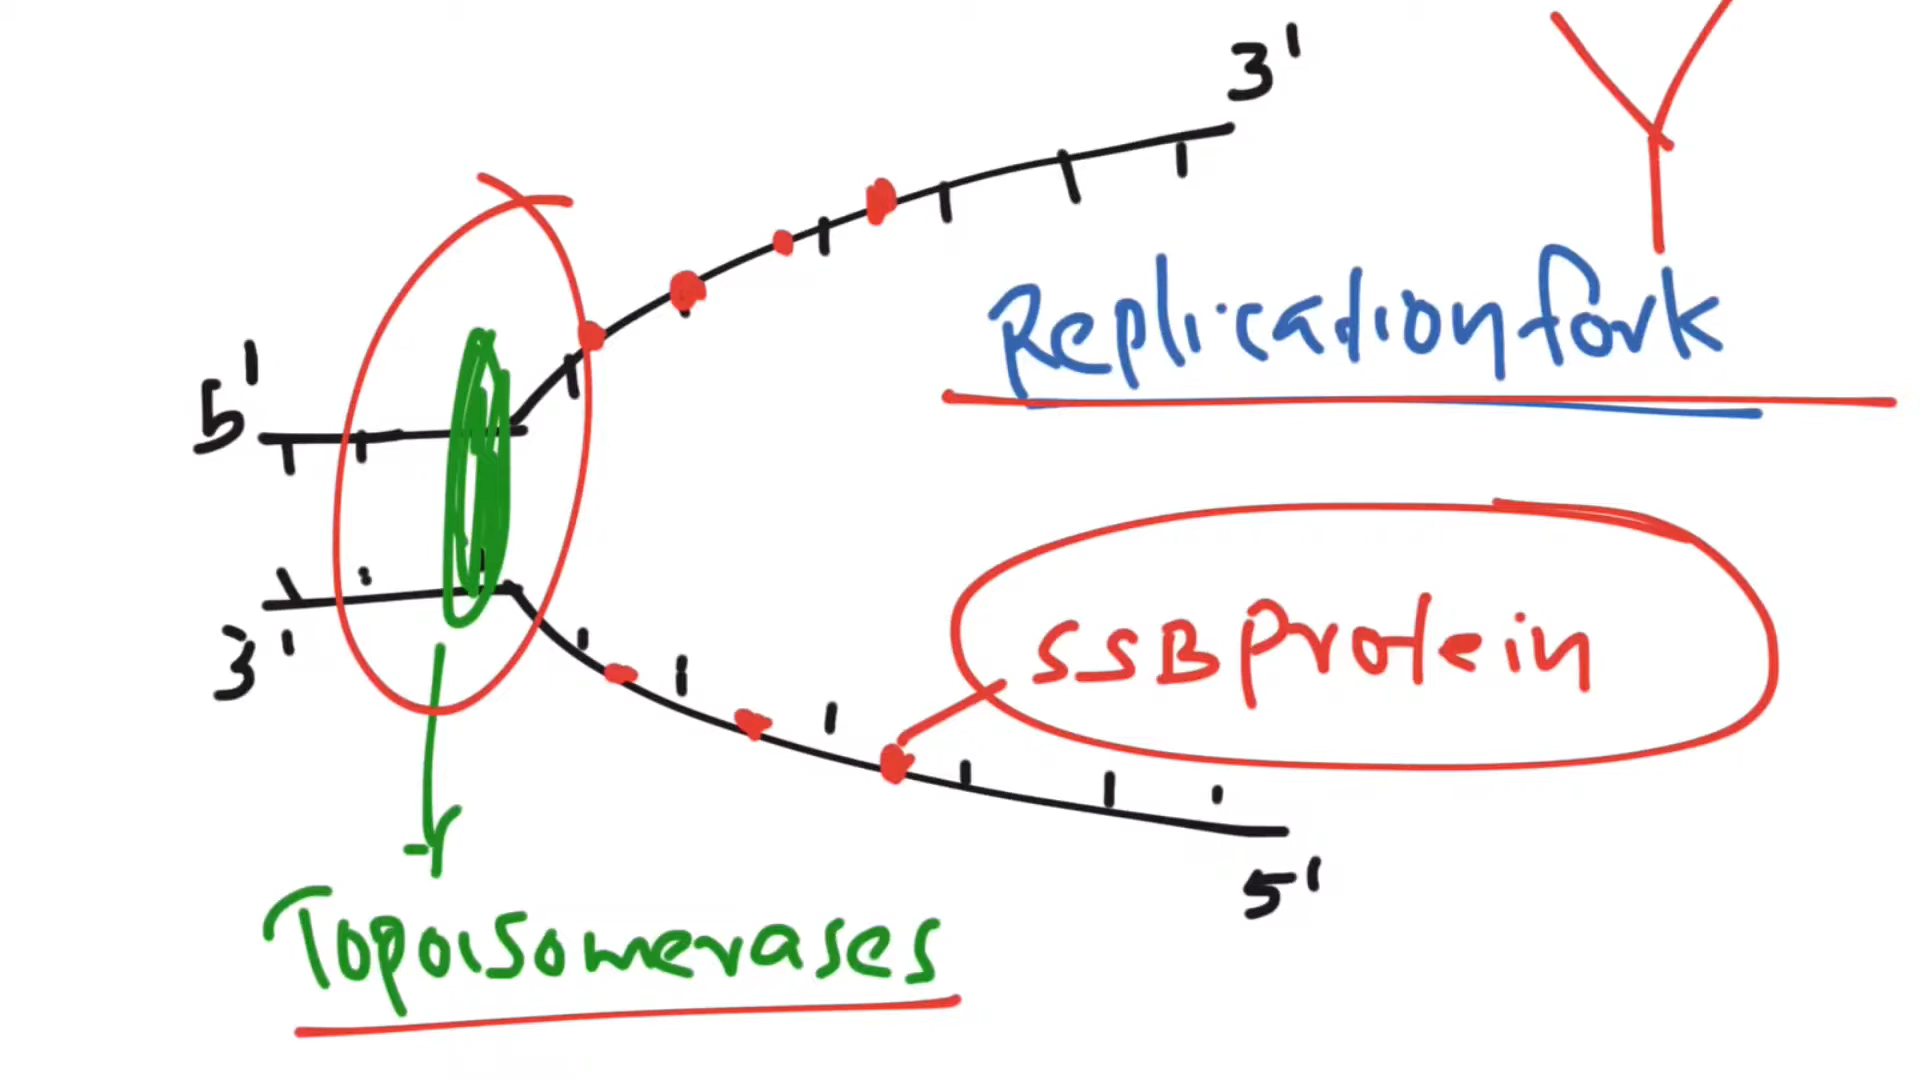 3'
Y
Replication fork
5'
SSB protein
3'
5'
Topoisomerases